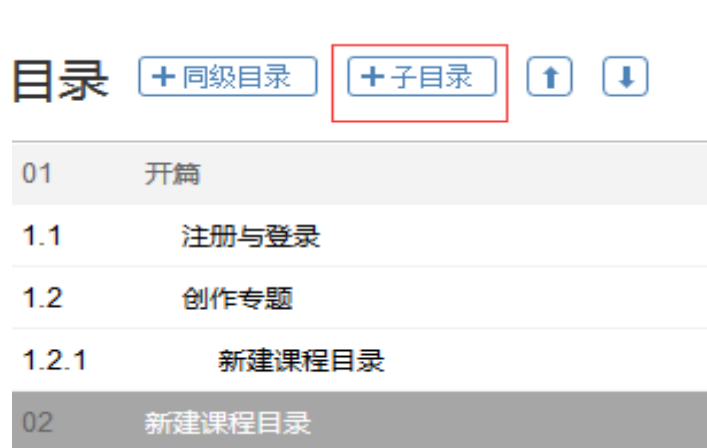 目录 +同级目录 +子目录
01 开篇
1.1 注册与登录
1.2 创作专题
1.2.1 新建课程目录
02 新建课程目录